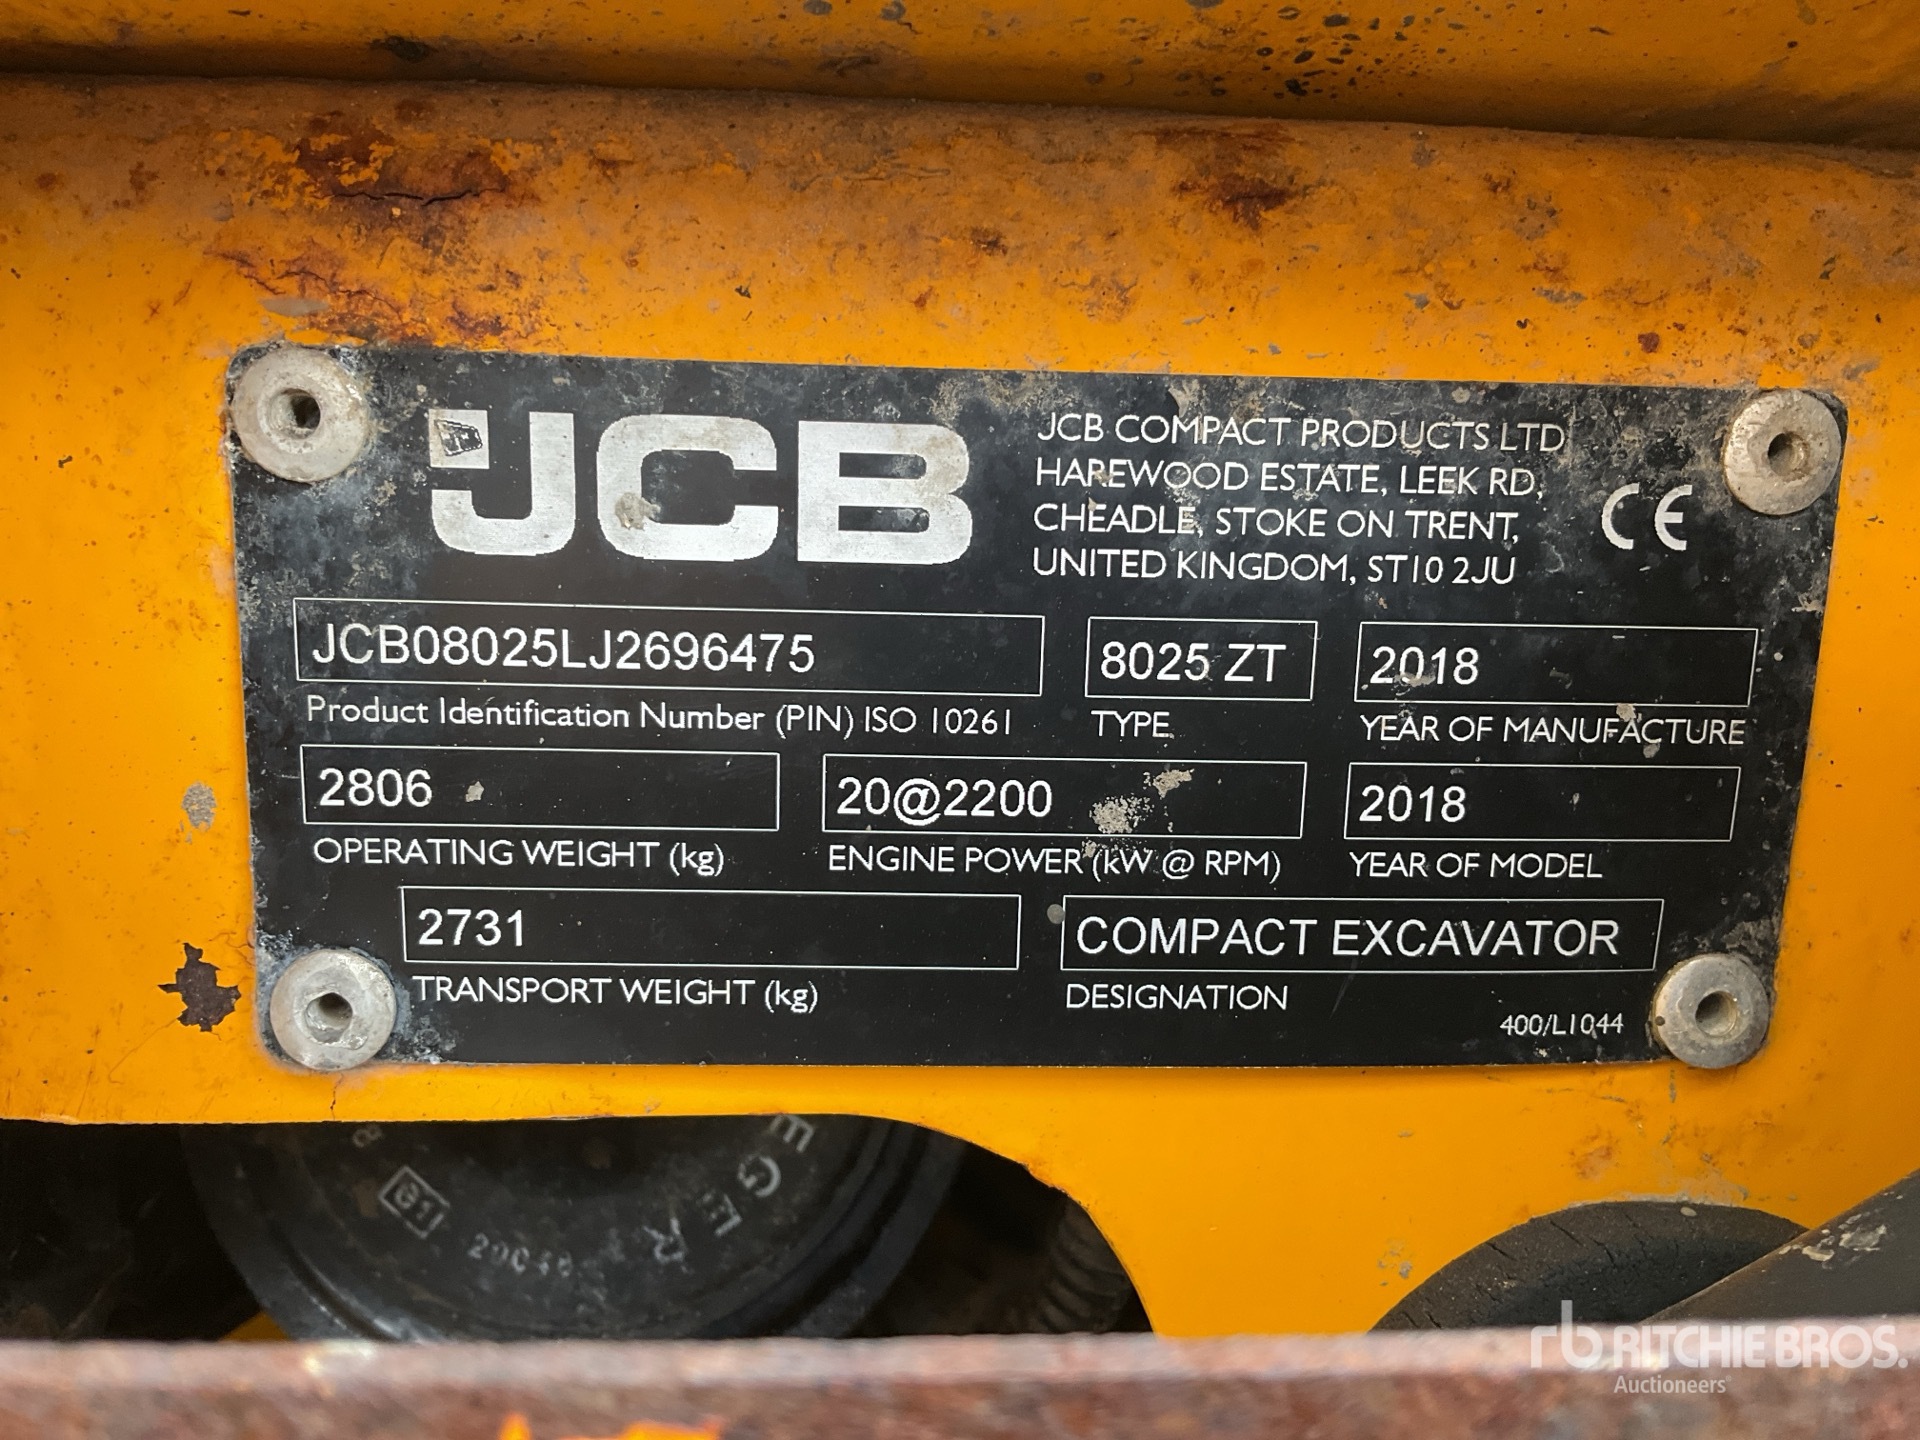 JCB
JCB COMPACT PRODUCTS LTD
HAREWOOD ESTATE, LEEK RD,
CHEADLE, STOKE ON TRENT,
UNITED KINGDOM, ST10 2JU
CE
JCB08025LJ2696475
Product Identification Number (PIN) ISO 10261
8025 ZT
TYPE
2018
YEAR OF MANUFACTURE
2806
OPERATING WEIGHT (kg)
20@2200
ENGINE POWER (kW @ RPM)
2018
YEAR OF MODEL
2731
TRANSPORT WEIGHT (kg)
COMPACT EXCAVATOR
DESIGNATION
400/L1044
rb RITCHIE BROS.
Auctioneers